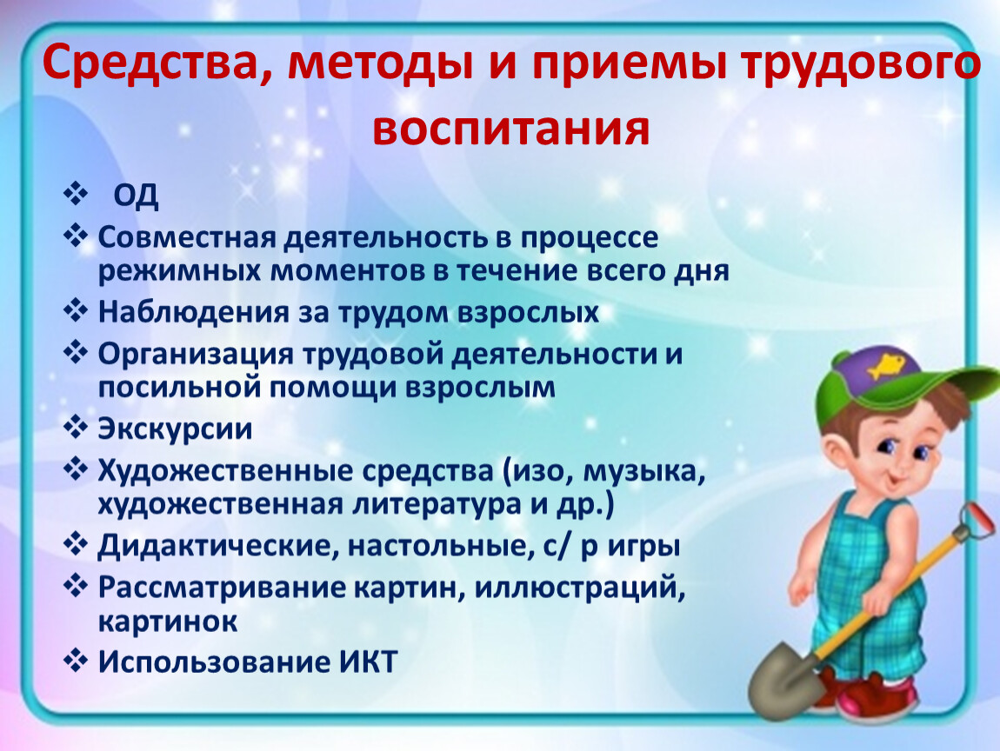 Средства, методы и приемы трудового
воспитания
❖ ОД
❖ Совместная деятельность в процессе
режимных моментов в течение всего дня
❖ Наблюдения за трудом взрослых
❖ Организация трудовой деятельности и
посильной помощи взрослым
❖ Экскурсии
❖ Художественные средства (изо, музыка,
художественная литература и др.)
❖ Дидактические, настольные, с/ р игры
❖ Рассматривание картин, иллюстраций,
картинок
❖ Использование ИКТ